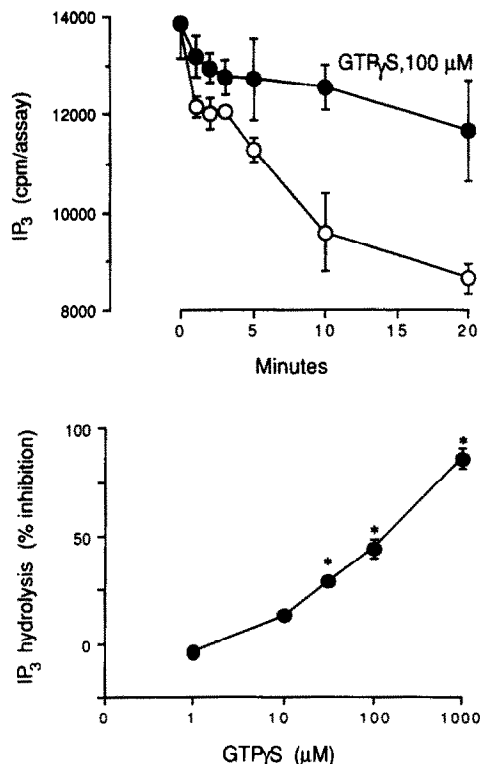 14000
12000
10000
8000
IP₃ (cpm/assay)
GTPγS,100 μM
0 5 10 15 20
Minutes
100
50
0
IP₃ hydrolysis (% inhibition)
*
*
*
0 1 10 100 1000
GTPγS (μM)